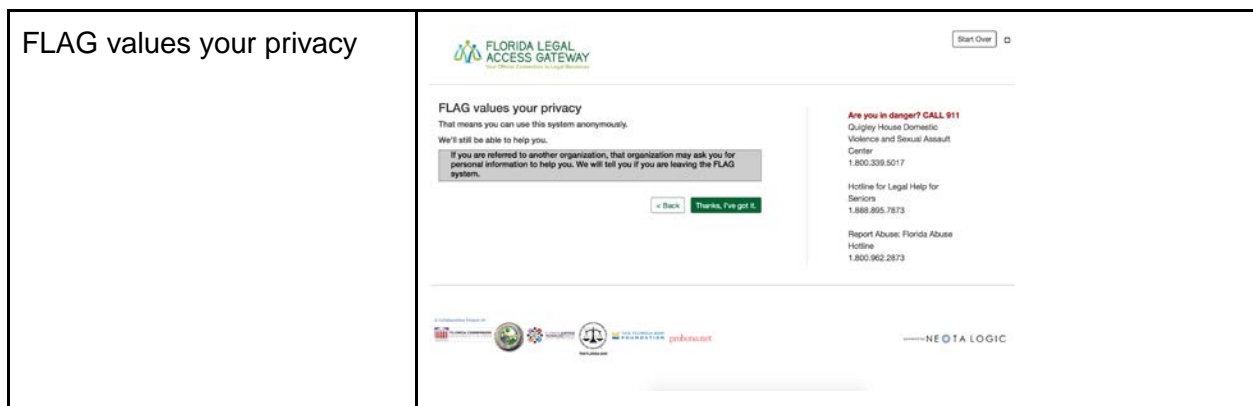 FLAG values your privacy
FLORIDA LEGAL
ACCESS GATEWAY
Start Over
FLAG values your privacy
That means you can use this system anonymously.
We'll still be able to help you.
If you are referred to another organization, that organization may ask you for
personal information to help you. We will tell you if you are leaving the FLAG
system.
< Back
Thanks, I've got it.
Are you in danger? CALL 911
Quigley House Domestic
Violence and Sexual Assault
Center
1.800.339.5017
Hotline for Legal Help for
Seniors
1.888.895.7873
Report Abuse: Florida Abuse
Hotline
1.800.962.2873
THE FLORIDA BAR
FOUNDATION
probono.net
NEOTA LOGIC